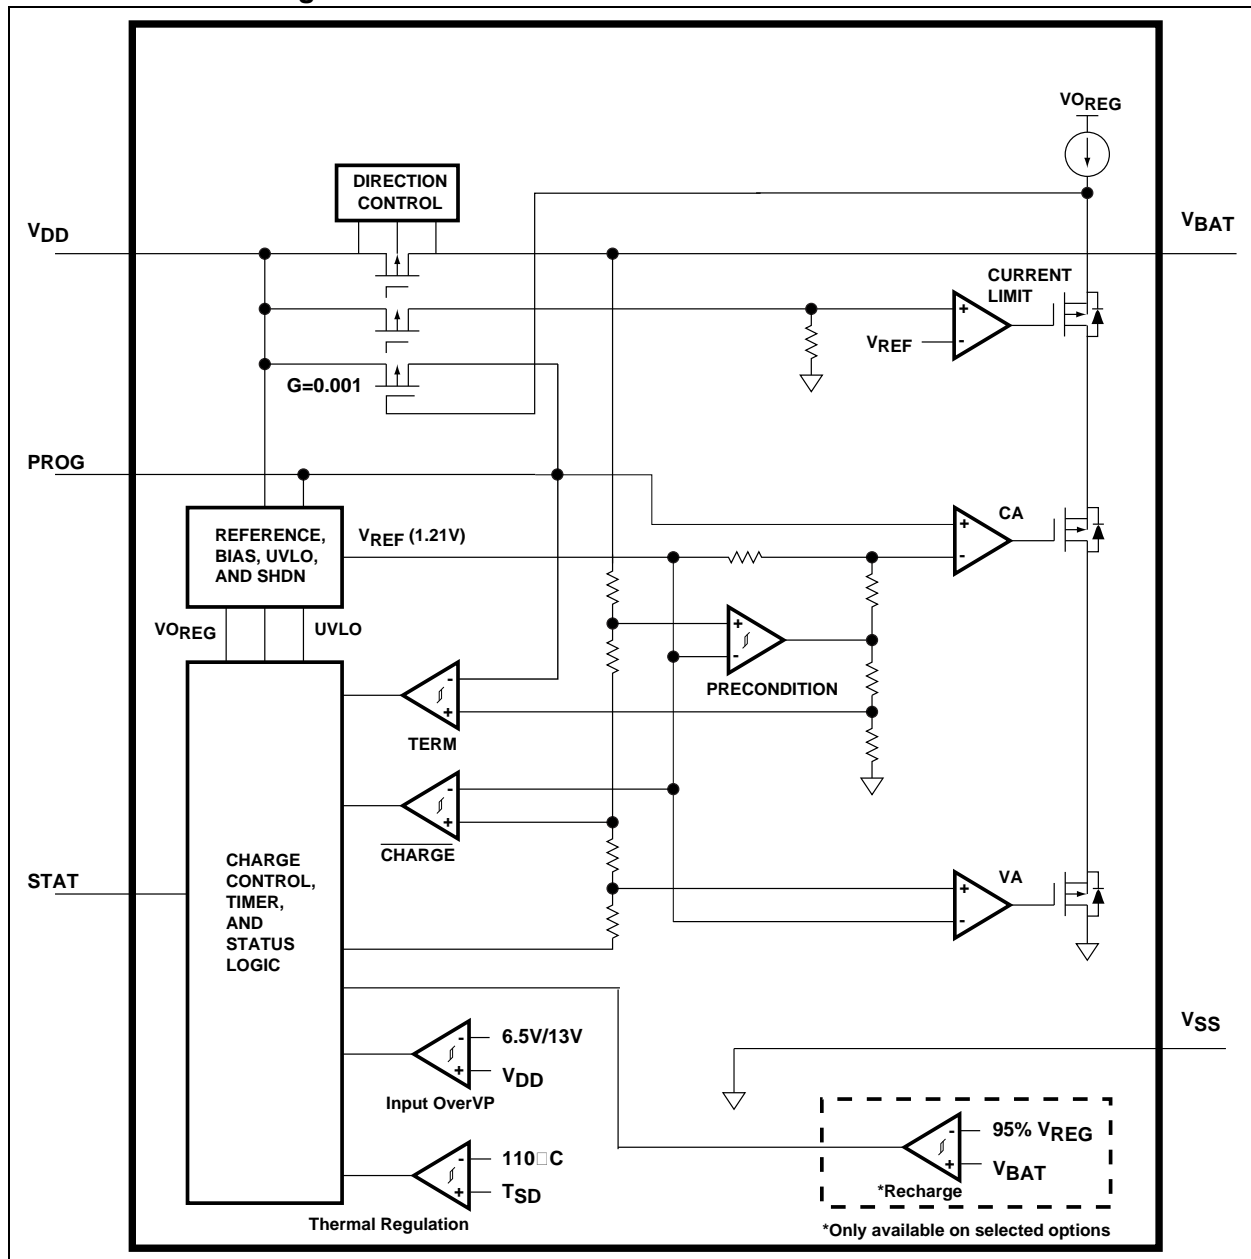 g
VOREG
DIRECTION
CONTROL
VDD
VBAT
CURRENT
LIMIT
+
-
VREF
G=0.001
PROG
REFERENCE,
BIAS, UVLO,
AND SHDN
VREF (1.21V)
CA
+
-
VOREG
UVLO
+
-
PRECONDITION
-
+
TERM
-
+
CHARGE
CHARGE
CONTROL,
TIMER,
AND
STATUS
LOGIC
STAT
VA
+
-
6.5V/13V
-
+
VDD
Input OverVP
VSS
110□C
-
+
TSD
Thermal Regulation
95% VREG
-
+
VBAT
*Recharge
*Only available on selected options